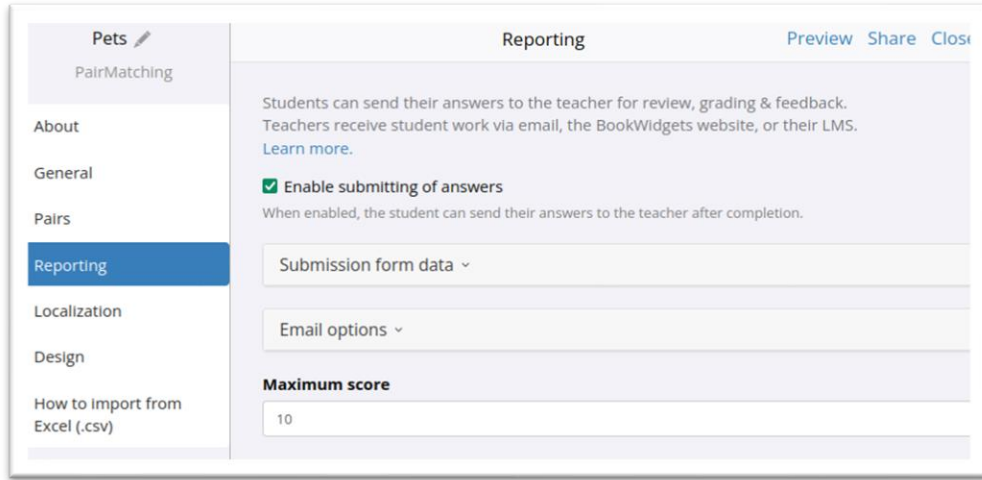 Pets
PairMatching
About
General
Pairs
Reporting
Localization
Design
How to import from
Excel (.csv)
Reporting
Preview Share Close
Students can send their answers to the teacher for review, grading & feedback.
Teachers receive student work via email, the BookWidgets website, or their LMS.
Learn more.
Enable submitting of answers
When enabled, the student can send their answers to the teacher after completion.
Submission form data
Email options
Maximum score
10